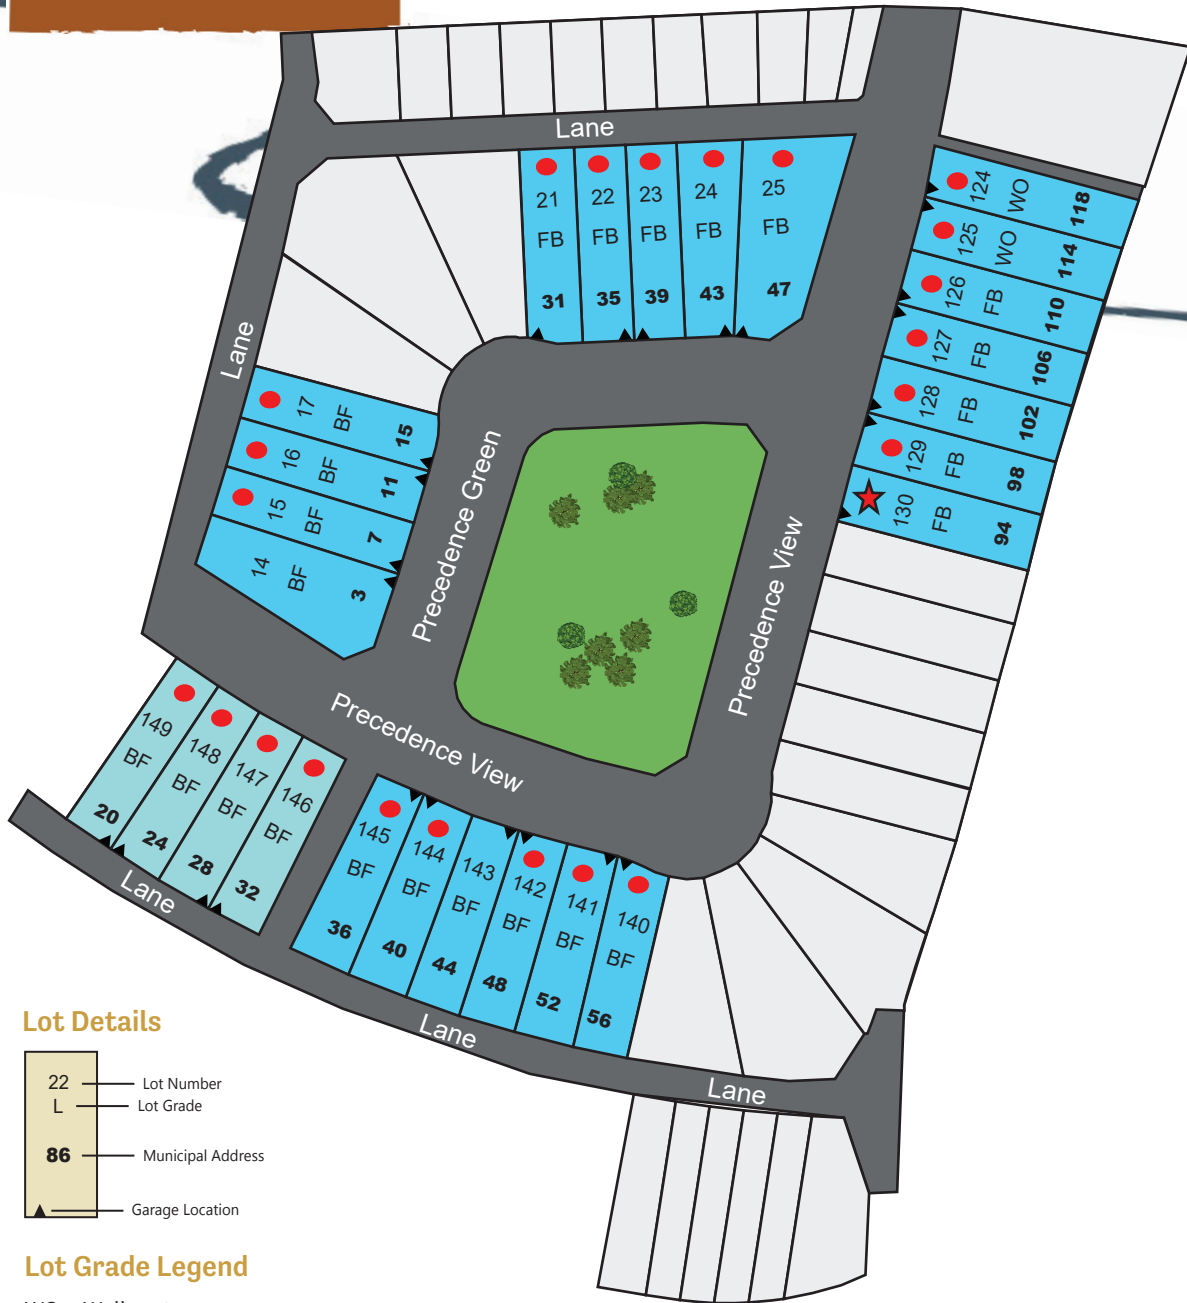 Lane
21
FB
31
22
FB
35
23
FB
39
24
FB
43
25
FB
47
124
WO
118
125
WO
114
126
FB
110
127
FB
106
128
FB
102
129
FB
98
130
FB
94
Lane
17
BF
15
16
BF
11
15
BF
7
14
BF
3
Precedence Green
Precedence View
Precedence View
149
BF
20
148
BF
24
147
BF
28
146
BF
32
145
BF
36
144
BF
40
143
BF
44
142
BF
48
141
BF
52
140
BF
56
Lane
Lane
Lane
Lot Details
22
Lot Number
L
Lot Grade
86
Municipal Address
Garage Location
Lot Grade Legend